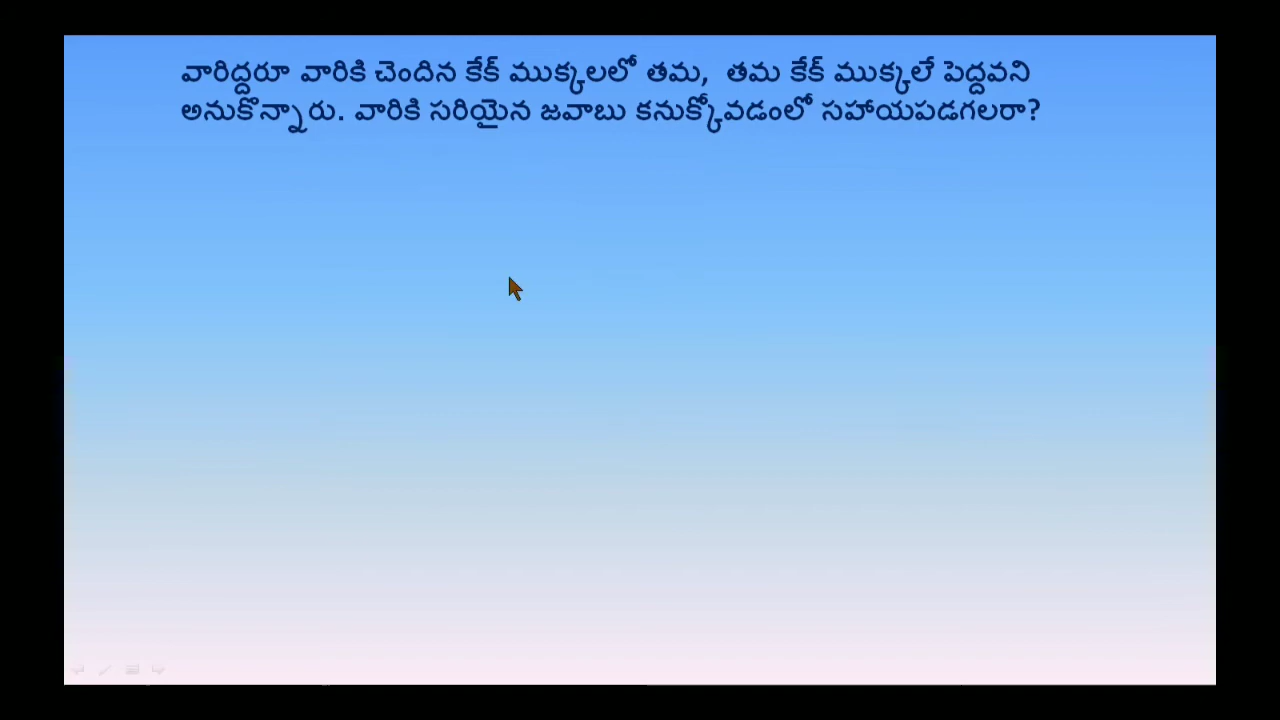 వారిద్దరూ వారికి చెందిన కేక్ ముక్కలలో తమ, తమ కేక్ ముక్కలే పెద్దవని
అనుకొన్నారు. వారికి సరియైన జవాబు కనుక్కోవడంలో సహాయపడగలరా?